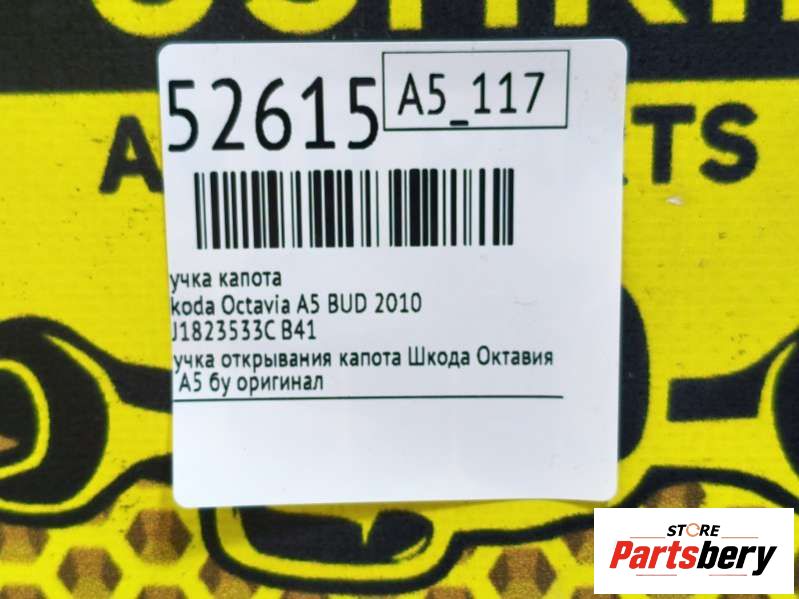 52615
A5_117
учка капота
koda Octavia A5 BUD 2010
J1823533C B41
учка открывания капота Шкода Октавия
A5 бу оригинал
STORE
Partsbery